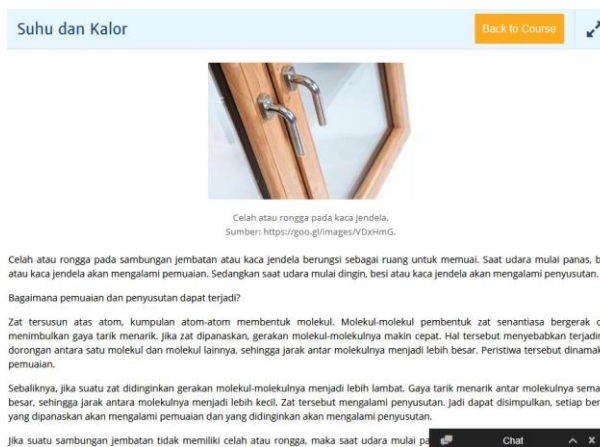 Suhu dan Kalor
Back to Course
Celah atau rongga pada kaca jendela.
Sumber: https://goo.gl/images/VDxHmG.
Celah atau rongga pada sambungan jembatan atau kaca jendela berungsi sebagai ruang untuk memuai. Saat udara mulai panas, b
atau kaca jendela akan mengalami pemuaian. Sedangkan saat udara mulai dingin, besi atau kaca jendela akan mengalami penyusutan.
Bagaimana pemuaian dan penyusutan dapat terjadi?
Zat tersusun atas atom, kumpulan atom-atom membentuk molekul. Molekul-molekul pembentuk zat senantiasa bergerak d
menimbulkan gaya tarik menarik. Jika zat dipanaskan, gerakan molekul-molekulnya makin cepat. Hal tersebut menyebabkan terjadin
dorongan antara satu molekul dan molekul lainnya, sehingga jarak antar molekulnya menjadi lebih besar. Peristiwa tersebut dinamak
pemuaian.
Sebaliknya, jika suatu zat didinginkan gerakan molekul-molekulnya menjadi lebih lambat. Gaya tarik menarik antar molekulnya sema
besar, sehingga jarak antara molekulnya menjadi lebih kecil. Zat tersebut mengalami penyusutan. Jadi dapat disimpulkan, setiap ben
yang dipanaskan akan mengalami pemuaian dan yang didinginkan akan mengalami penyusutan.
Jika suatu sambungan jembatan tidak memiliki celah atau rongga, maka saat udara mulai pa
Chat